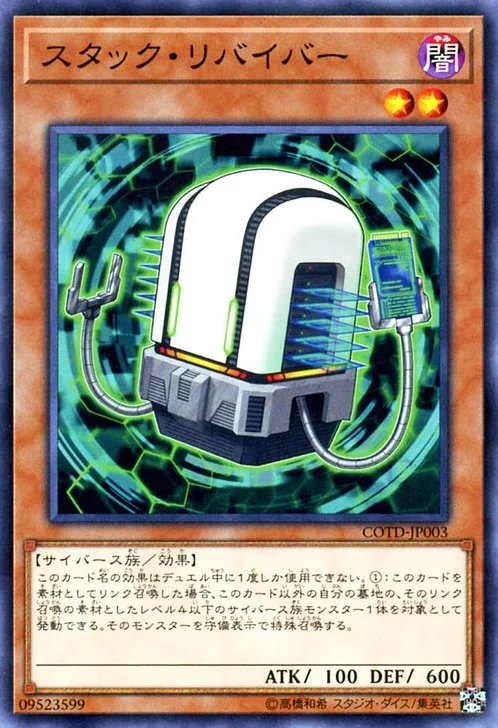 スタック・リバイバー
闇
やみ
COTD-JP003
【サイバース族／効果】
このカード名の効果はデュエル中に1度しか使用できない。①：このカードを
素材としてリンク召喚した場合、このカード以外の自分の墓地の、そのリンク
召喚の素材としたレベル4以下のサイバース族モンスター1体を対象として
発動できる。そのモンスターを守備表示で特殊召喚する。
ATK/ 100 DEF/ 600
09523599
©高橋和希 スタジオ・ダイス/集英社